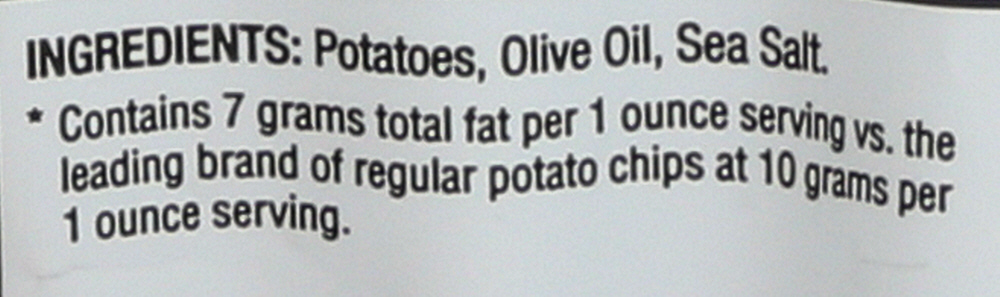 INGREDIENTS: Potatoes, Olive Oil, Sea Salt.
* Contains 7 grams total fat per 1 ounce serving vs. the
leading brand of regular potato chips at 10 grams per
1 ounce serving.